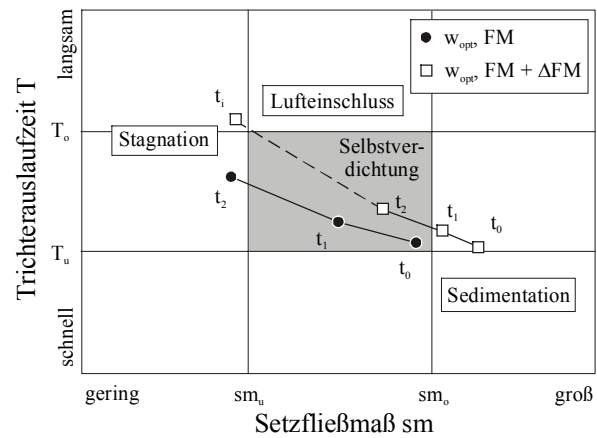 langsam
schnell
Trichterauslaufzeit T
T_o
T_u
w_opt, FM
w_opt, FM + ΔFM
Lufteinschluss
Stagnation
Selbstver-
dichtung
Sedimentation
t_i
t_2
t_1
t_0
t_2
t_1
t_0
gering
sm_u
sm_o
groß
Setzfließmaß sm